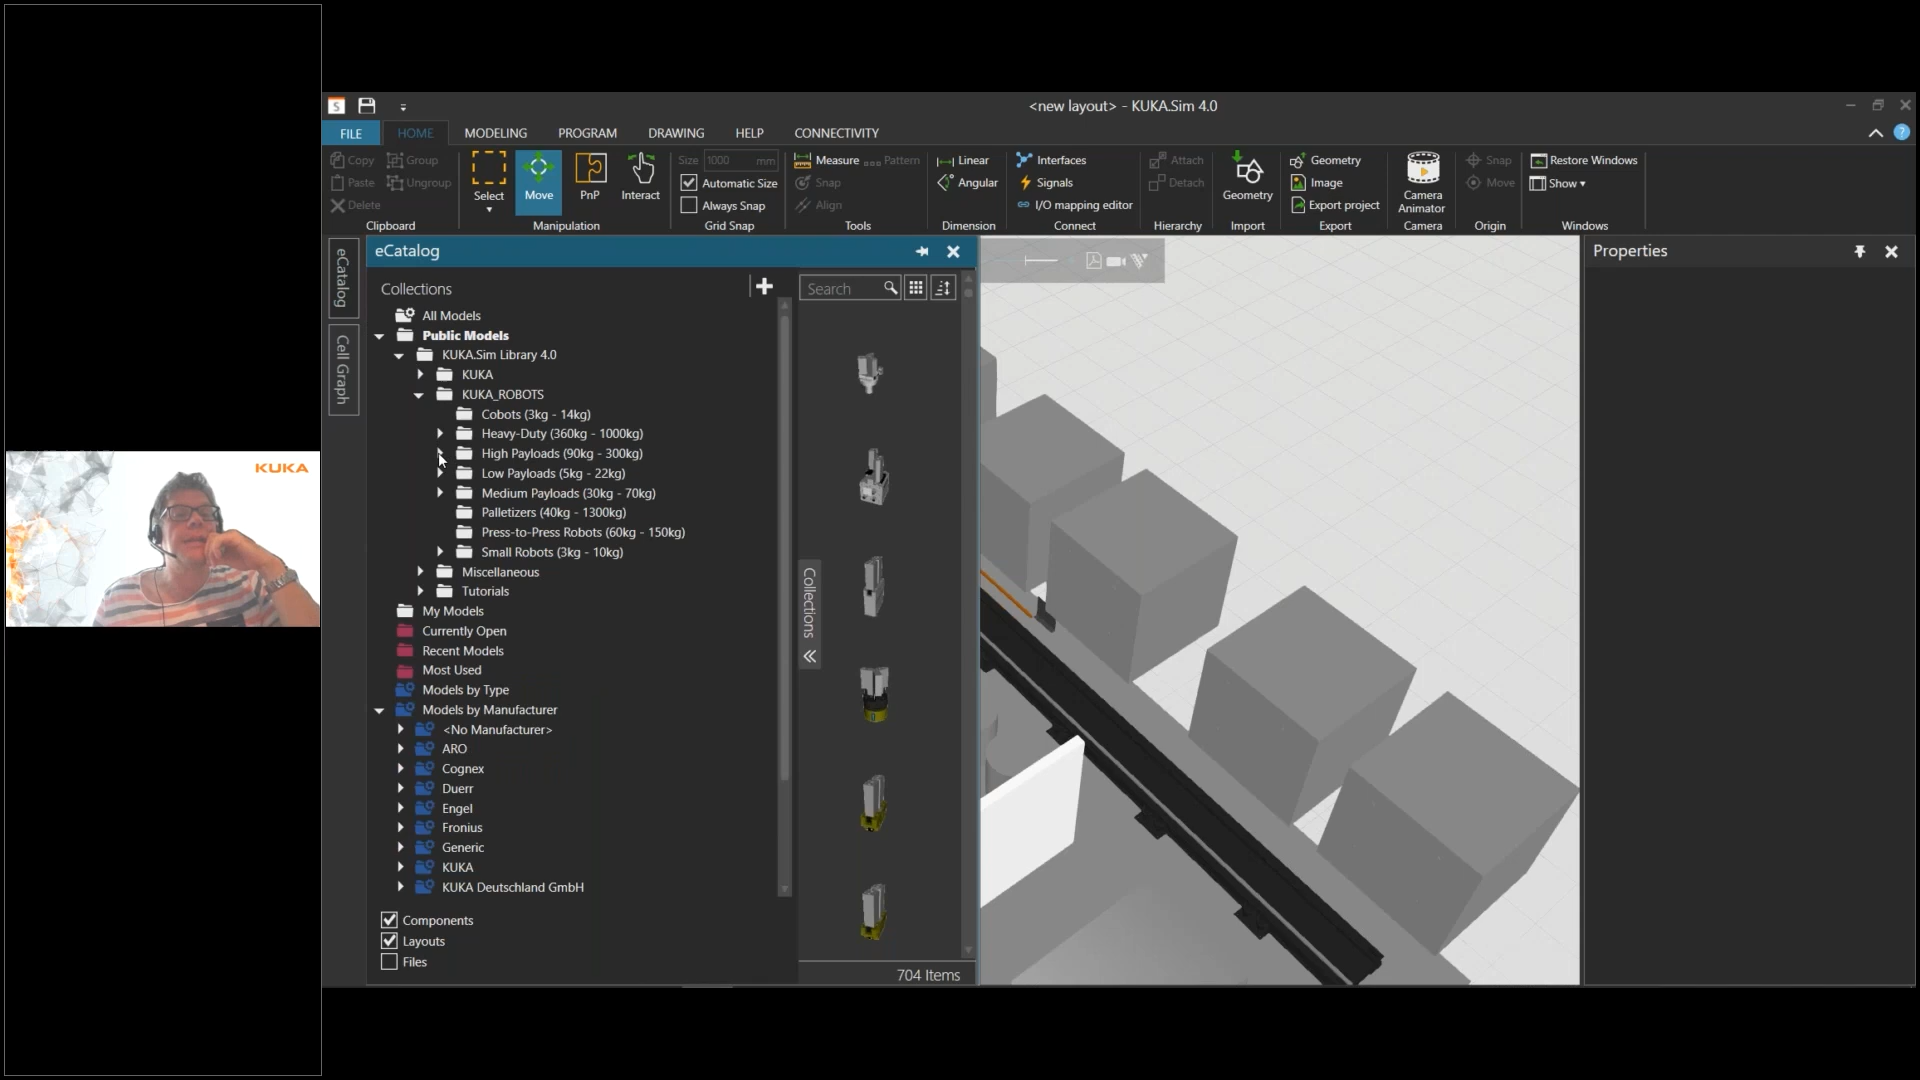 <new layout> - KUKA.Sim 4.0
FILE HOME MODELING PROGRAM DRAWING HELP CONNECTIVITY
Copy Group
Paste Ungroup
Delete
Clipboard
Select Move PnP Interact
Manipulation
Size 1000 mm
Automatic Size
Always Snap
Grid Snap
Measure Pattern
Snap
Align
Tools
Linear
Angular
Dimension
Interfaces
Signals
I/O mapping editor
Connect
Attach
Detach
Hierarchy
Geometry
Import
Geometry
Image
Export project
Export
Camera
Animator
Camera
Snap
Move
Origin
Restore Windows
Show
Windows
eCatalog
Cell Graph
eCatalog
Collections
All Models
Public Models
KUKA.Sim Library 4.0
KUKA
KUKA_ROBOTS
Cobots (3kg - 14kg)
Heavy-Duty (360kg - 1000kg)
High Payloads (90kg - 300kg)
Low Payloads (5kg - 22kg)
Medium Payloads (30kg - 70kg)
Palletizers (40kg - 1300kg)
Press-to-Press Robots (60kg - 150kg)
Small Robots (3kg - 10kg)
Miscellaneous
Tutorials
My Models
Currently Open
Recent Models
Most Used
Models by Type
Models by Manufacturer
<No Manufacturer>
ARO
Cognex
Duerr
Engel
Fronius
Generic
KUKA
KUKA Deutschland GmbH
Components
Layouts
Files
Search
Collections
704 Items
Properties
KUKA